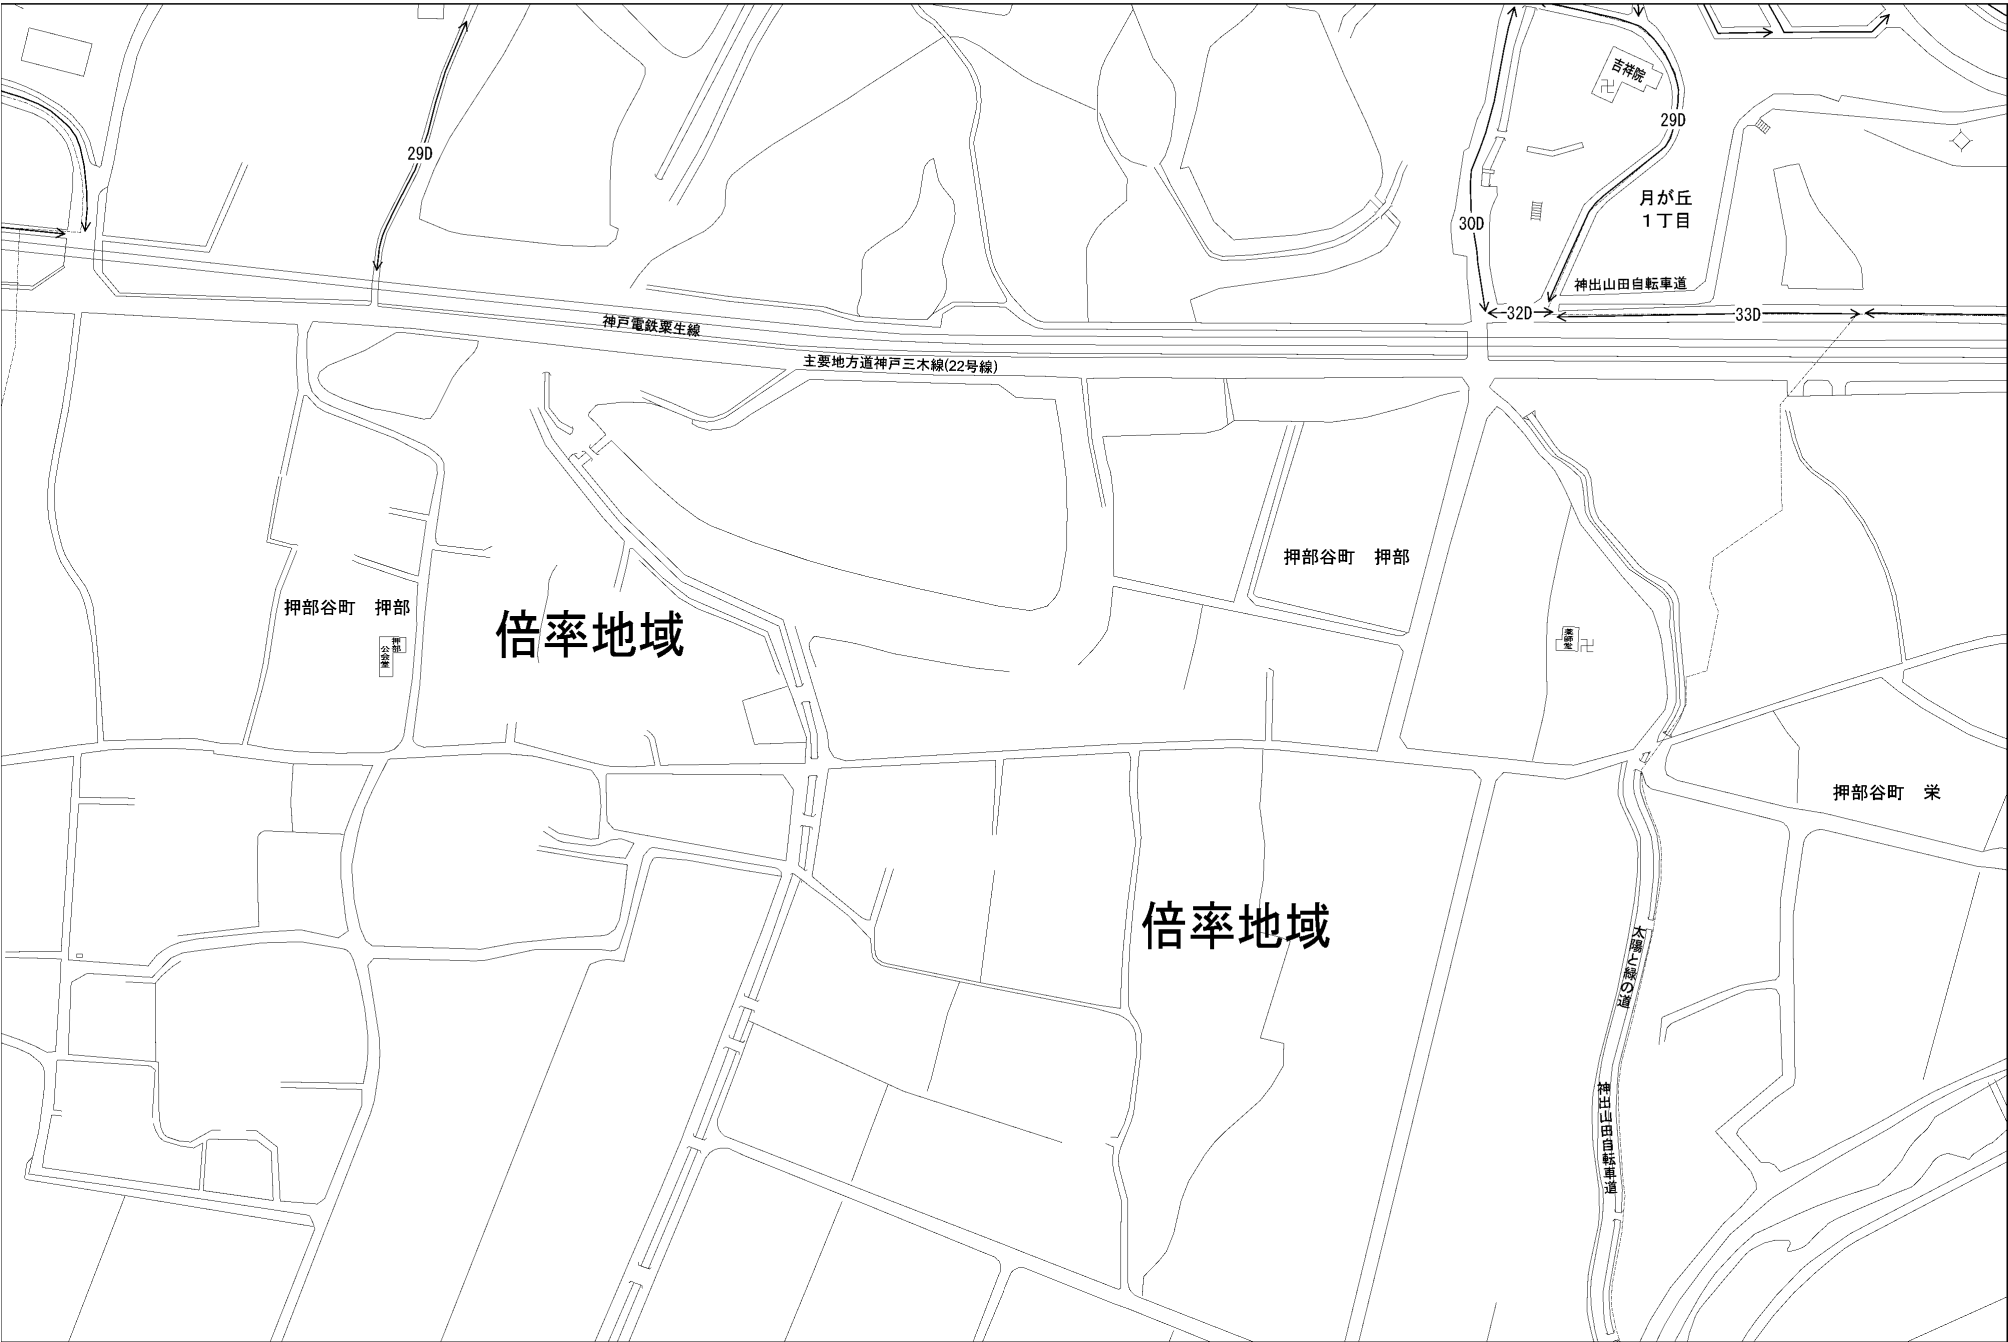 吉祥院
29D
29D
月が丘
1丁目
30D
神出山田自転車道
32D
33D
神戸電鉄粟生線
主要地方道神戸三木線(22号線)
押部谷町 押部
押部谷町 押部
倍率地域
押部
公会堂
薬師堂
押部谷町 栄
倍率地域
太陽と緑の道
神出山田自転車道